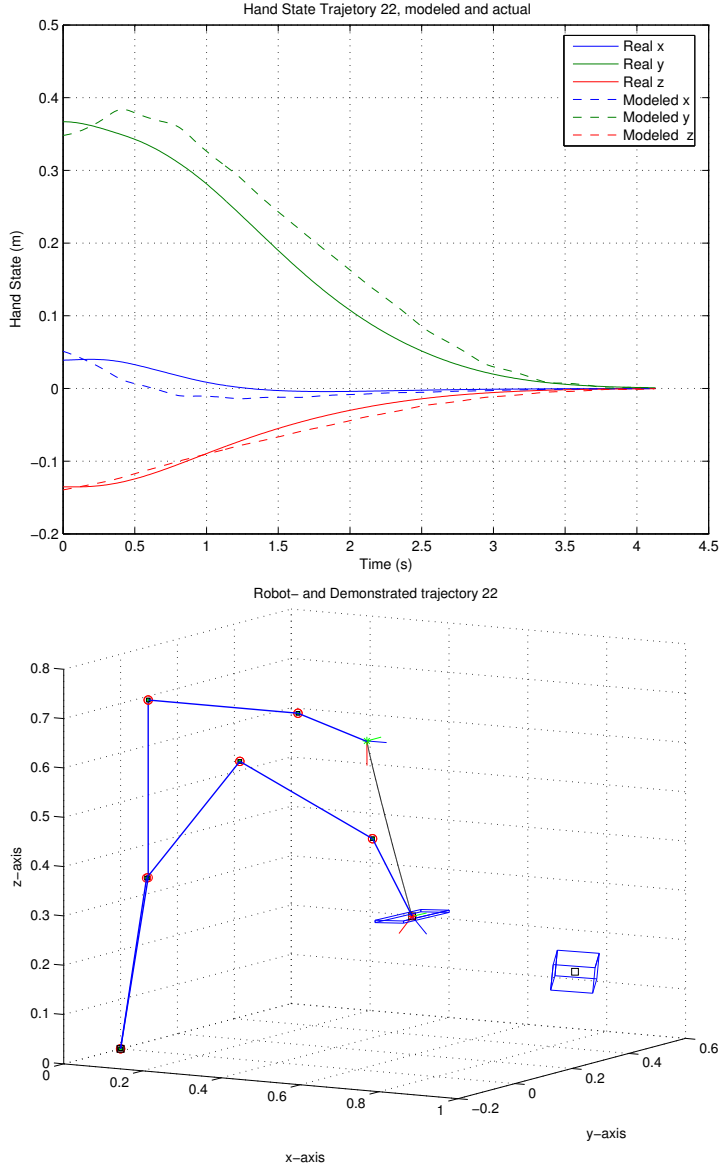 Hand State Trajetory 22, modeled and actual
0.5
0.4
0.3
0.2
0.1
0
−0.1
−0.2
Hand State (m)
Real x
Real y
Real z
Modeled x
Modeled y
Modeled z
0 0.5 1 1.5 2 2.5 3 3.5 4 4.5
Time (s)
Robot− and Demonstrated trajectory 22
0.8
0.7
0.6
0.5
0.4
0.3
0.2
0.1
0
z−axis
0 0.2 0.4 0.6 0.8 1
x−axis
−0.2 0 0.2 0.4 0.6
y−axis